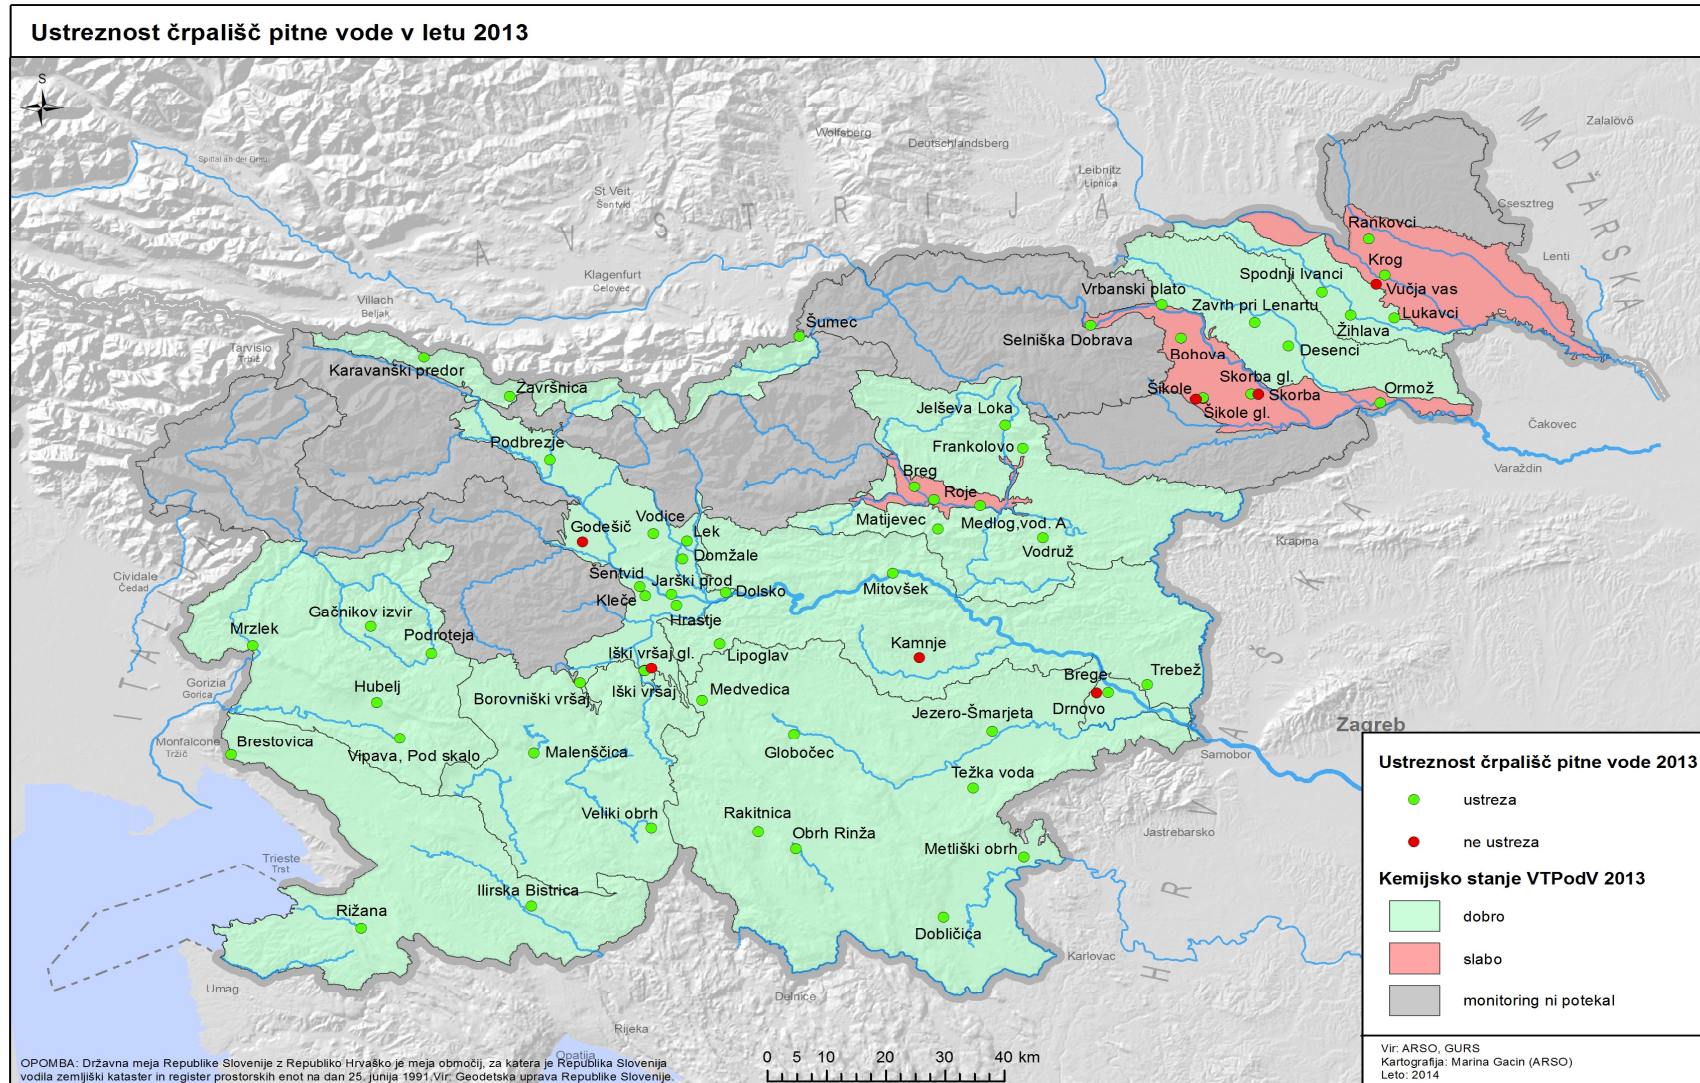 Ustreznost črpališč pitne vode v letu 2013
S
Wolfsberg
Deutschlandsberg
Zalalövő
MADŽARSKA
Spittal an der Drau
Leibnitz
Lipnica
St Veit
Šentvid
AVSTRIJA
Csesztreg
Rankovci
Lenti
Krog
Klagenfurt
Celovec
Spodnji Ivanci
Vučja vas
Vrbanski plato
Villach
Beljak
Zavrh pri Lenartu
Lukavci
Šumec
Žihlava
Selniška Dobrava
Desenci
Tarvisio
Trbiž
Bohova
Karavanški predor
Skorba gl.
Završnica
Šikole
Skorba
Ormož
Jelševa Loka
Šikole gl.
Čakovec
Podbrezje
Frankolovo
Varaždin
Breg
Roje
Vodice
Matijevec
Medlog,vod. A
Godešič
Lek
Krapina
Domžale
Vodruž
Cividale
Čedad
Šentvid
Jarški prod
Kleče
Dolsko
Mitovšek
Gačnikov izvir
Hrastje
Mrzlek
Podroteja
Kamnje
Iški vršaj gl.
Lipoglav
ITALIJA
Gorizia
Gorica
Hubelj
Brege
Trebež
Borovniški vršaj
Iški vršaj
Medvedica
Drnovo
Jezero-Šmarjeta
Zagreb
Monfalcone
Tržič
Brestovica
Vipava, Pod skalo
Malenščica
Globočec
Samobor
Težka voda
Veliki obrh
Rakitnica
Obrh Rinža
Jastrebarsko
Metliški obrh
Trieste
Trst
HRVAŠKA
Ilirska Bistrica
Rižana
Dobličica
Karlovac
Umag
Delnice
Rijeka
Opatija
Ustreznost črpališč pitne vode 2013
ustreza
ne ustreza
Kemijsko stanje VTPodV 2013
dobro
slabo
monitoring ni potekal
Vir: ARSO, GURS
Kartografija: Marina Gacin (ARSO)
Leto: 2014
0 5 10 20 30 40 km
OPOMBA: Državna meja Republike Slovenije z Republiko Hrvaško je meja območij, za katera je Republika Slovenija
vodila zemljiški kataster in register prostorskih enot na dan 25. junija 1991.Vir: Geodetska uprava Republike Slovenije.